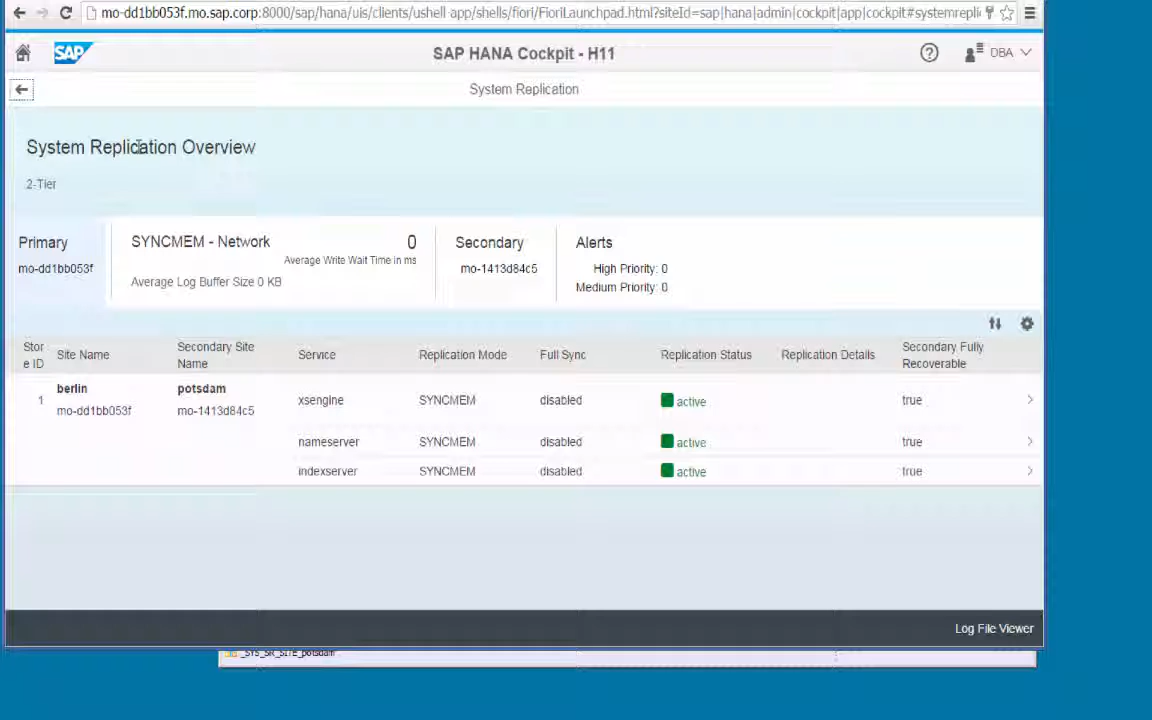 mo-dd1bb053f.mo.sap.corp:8000/sap/hana/uis/clients/ushell-app/shells/fiori/FioriLaunchpad.html?siteId=sap|hana|admin|cockpit|app|cockpit#systemrepli
SAP
SAP HANA Cockpit - H11
DBA
System Replication
System Replication Overview
2-Tier
Primary
mo-dd1bb053f
SYNCMEM - Network
0
Average Write Wait Time in ms
Average Log Buffer Size 0 KB
Secondary
mo-1413d84c5
Alerts
High Priority: 0
Medium Priority: 0
Stor
e ID
Site Name
Secondary Site
Name
Service
Replication Mode
Full Sync
Replication Status
Replication Details
Secondary Fully
Recoverable
1
berlin
mo-dd1bb053f
potsdam
mo-1413d84c5
xsengine
SYNCMEM
disabled
active
true
nameserver
SYNCMEM
disabled
active
true
indexserver
SYNCMEM
disabled
active
true
Log File Viewer
_SYS_SR_SITE_potsdam